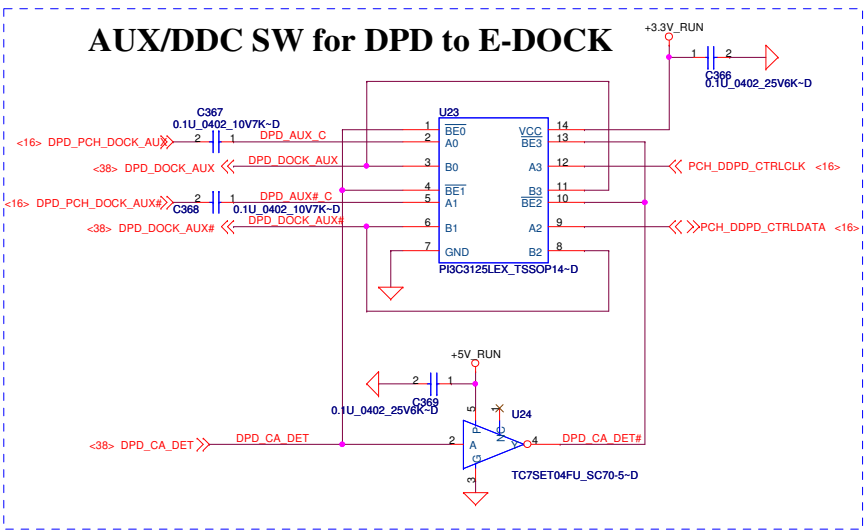 AUX/DDC SW for DPD to E-DOCK
+3.3V_RUN
1 2
C366
0.1U_0402_25V6K~D
C367
0.1U_0402_10V7K~D
U23
<16> DPD_PCH_DOCK_AUX 2 1 DPD_AUX_C
<38> DPD_DOCK_AUX DPD_DOCK_AUX
<16> DPD_PCH_DOCK_AUX# 2 1 DPD_AUX#_C
C368 0.1U_0402_10V7K~D
<38> DPD_DOCK_AUX# DPD_DOCK_AUX#
1 BE0 VCC 14
2 A0 BE3 13
3 B0 A3 12 PCH_DDPD_CTRLCLK <16>
4 BE1 B3 11
5 A1 BE2 10
6 B1 A2 9 PCH_DDPD_CTRLDATA <16>
7 GND B2 8
PI3C3125LEX_TSSOP14~D
+5V_RUN
2 1
C369
0.1U_0402_25V6K~D
5 1 U24
P NC
<38> DPD_CA_DET DPD_CA_DET 2 A Y 4 DPD_CA_DET#
G
3
TC7SET04FU_SC70-5~D